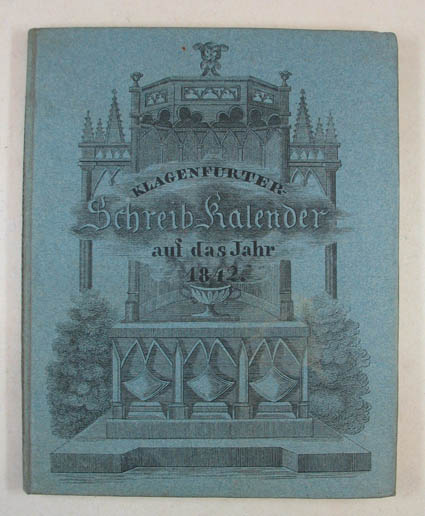 KLAGENFURTER-
Schreib-Kalender
auf das Jahr
1842.